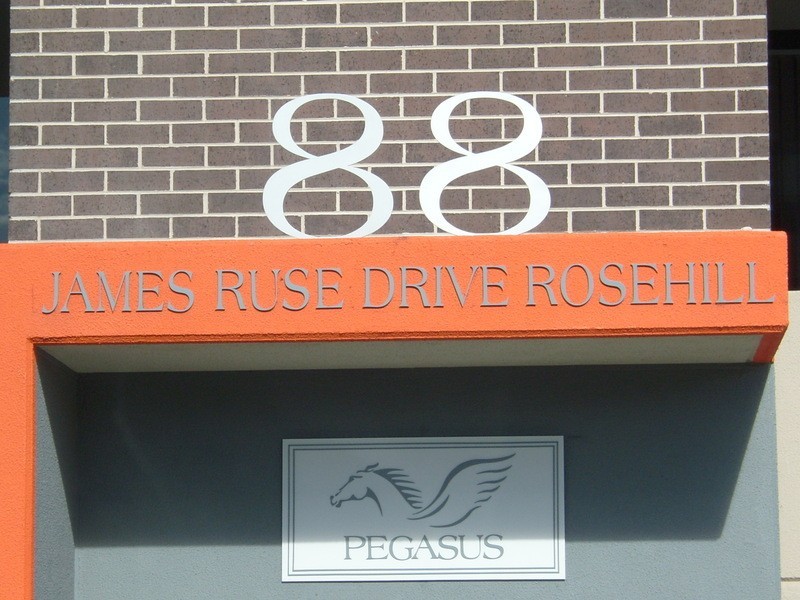 88
JAMES RUSE DRIVE ROSEHILL
PEGASUS